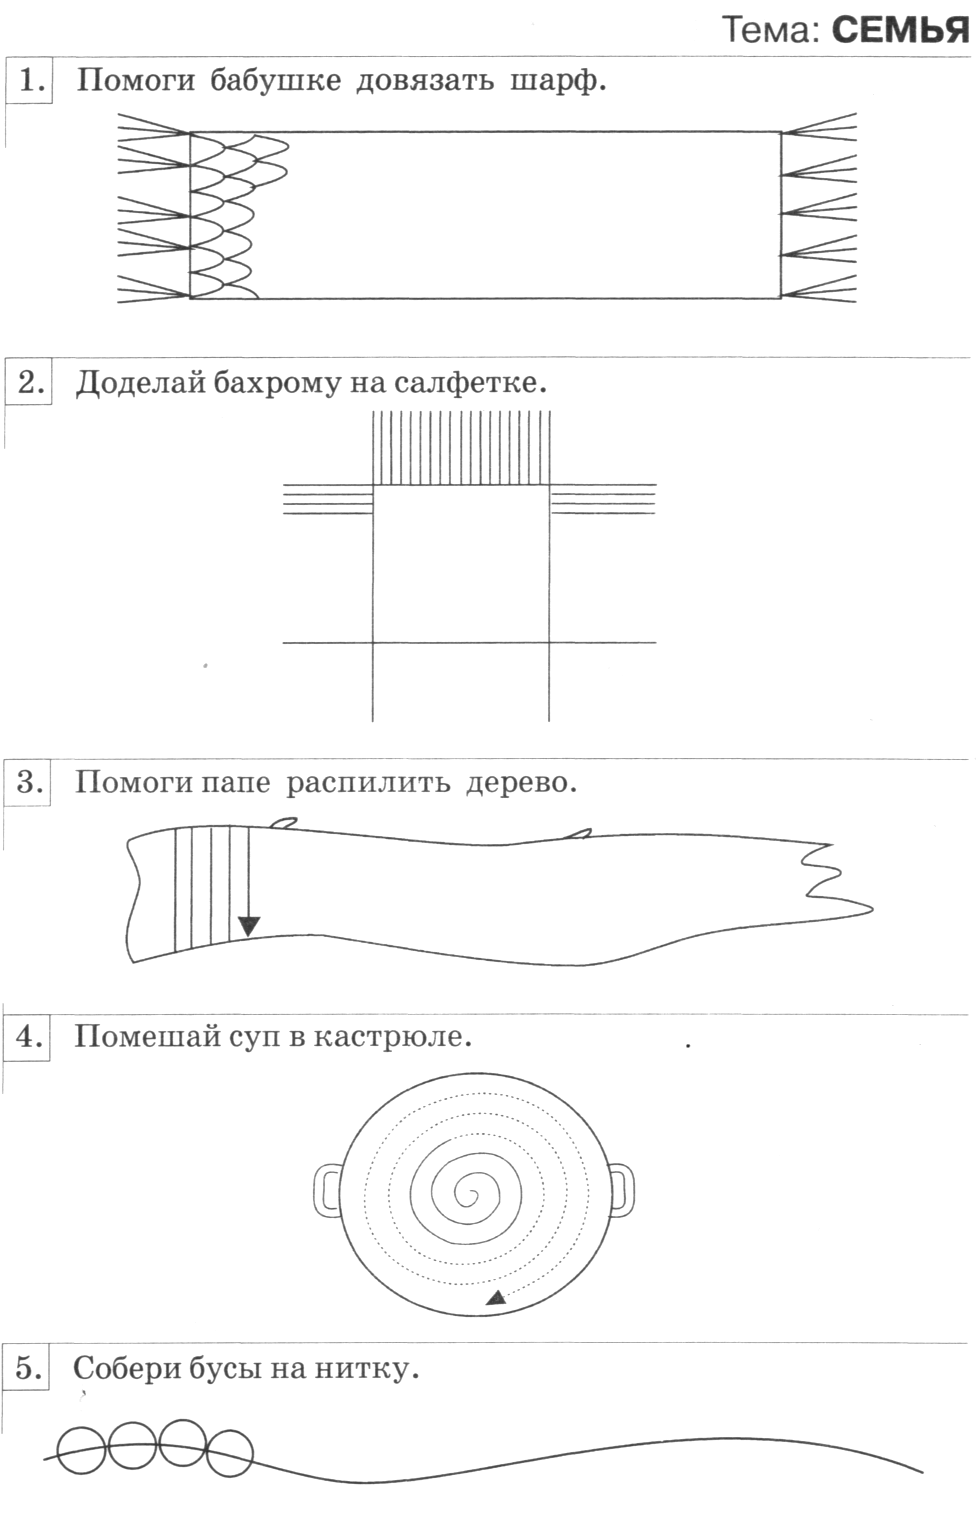 Тема: СЕМЬЯ
1. Помоги бабушке довязать шарф.
2. Доделай бахрому на салфетке.
3. Помоги папе распилить дерево.
4. Помешай суп в кастрюле.
5. Собери бусы на нитку.